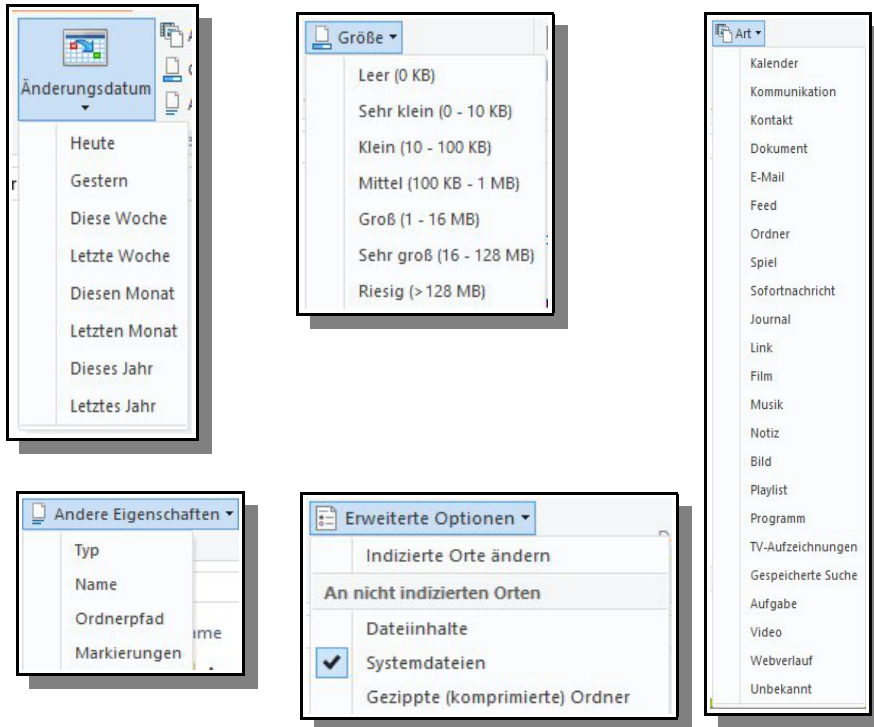 Änderungsdatum
Heute
Gestern
Diese Woche
Letzte Woche
Diesen Monat
Letzten Monat
Dieses Jahr
Letztes Jahr
Größe
Leer (0 KB)
Sehr klein (0 - 10 KB)
Klein (10 - 100 KB)
Mittel (100 KB - 1 MB)
Groß (1 - 16 MB)
Sehr groß (16 - 128 MB)
Riesig (>128 MB)
Art
Kalender
Kommunikation
Kontakt
Dokument
E-Mail
Feed
Ordner
Spiel
Sofortnachricht
Journal
Link
Film
Musik
Notiz
Bild
Playlist
Programm
TV-Aufzeichnungen
Gespeicherte Suche
Aufgabe
Video
Webverlauf
Unbekannt
Andere Eigenschaften
Typ
Name
Ordnerpfad
Markierungen
Erweiterte Optionen
Indizierte Orte ändern
An nicht indizierten Orten
Dateiinhalte
Systemdateien
Gezippte (komprimierte) Ordner